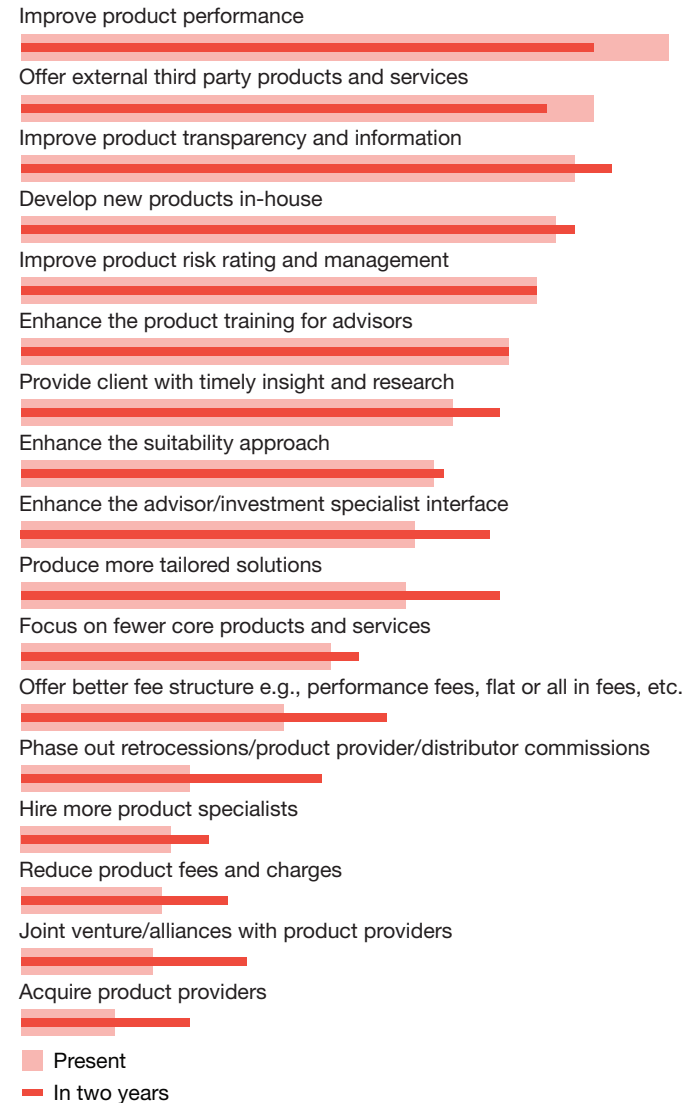 Improve product performance
Offer external third party products and services
Improve product transparency and information
Develop new products in-house
Improve product risk rating and management
Enhance the product training for advisors
Provide client with timely insight and research
Enhance the suitability approach
Enhance the advisor/investment specialist interface
Produce more tailored solutions
Focus on fewer core products and services
Offer better fee structure e.g., performance fees, flat or all in fees, etc.
Phase out retrocessions/product provider/distributor commissions
Hire more product specialists
Reduce product fees and charges
Joint venture/alliances with product providers
Acquire product providers
Present
In two years